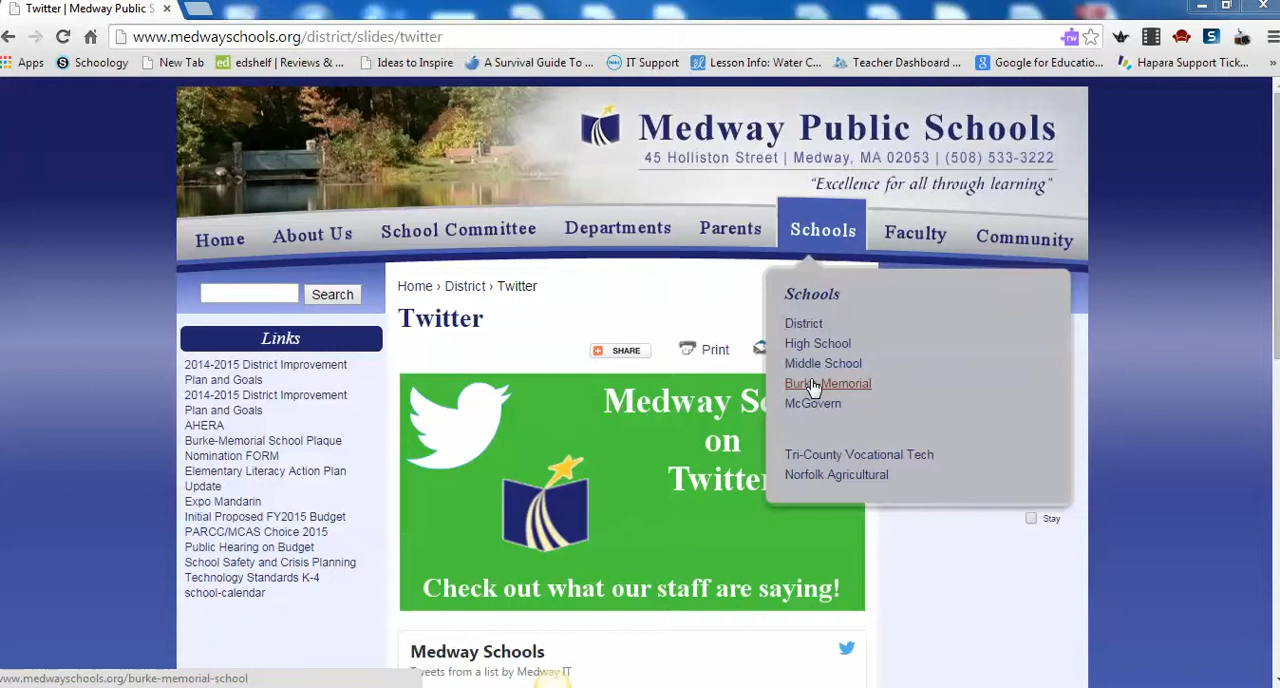 Twitter | Medway Public S
www.medwayschools.org/district/slides/twitter
Apps Schoology New Tab edshelf | Reviews & ... Ideas to Inspire A Survival Guide To ... IT Support Lesson Info: Water C... Teacher Dashboard ... Google for Educatio... Hapara Support Tick... »
Medway Public Schools
45 Holliston Street | Medway, MA 02053 | (508) 533-3222
"Excellence for all through learning"
Home About Us School Committee Departments Parents Schools Faculty Community
Search
Links
2014-2015 District Improvement
Plan and Goals
2014-2015 District Improvement
Plan and Goals
AHERA
Burke-Memorial School Plaque
Nomination FORM
Elementary Literacy Action Plan
Update
Expo Mandarin
Initial Proposed FY2015 Budget
PARCC/MCAS Choice 2015
Public Hearing on Budget
School Safety and Crisis Planning
Technology Standards K-4
school-calendar
Home › District › Twitter
Twitter
SHARE Print
Medway Sc
on
Twitter
Check out what our staff are saying!
Medway Schools
Tweets from a list by Medway IT
Schools
District
High School
Middle School
Burke-Memorial
McGovern
Tri-County Vocational Tech
Norfolk Agricultural
Stay
www.medwayschools.org/burke-memorial-school